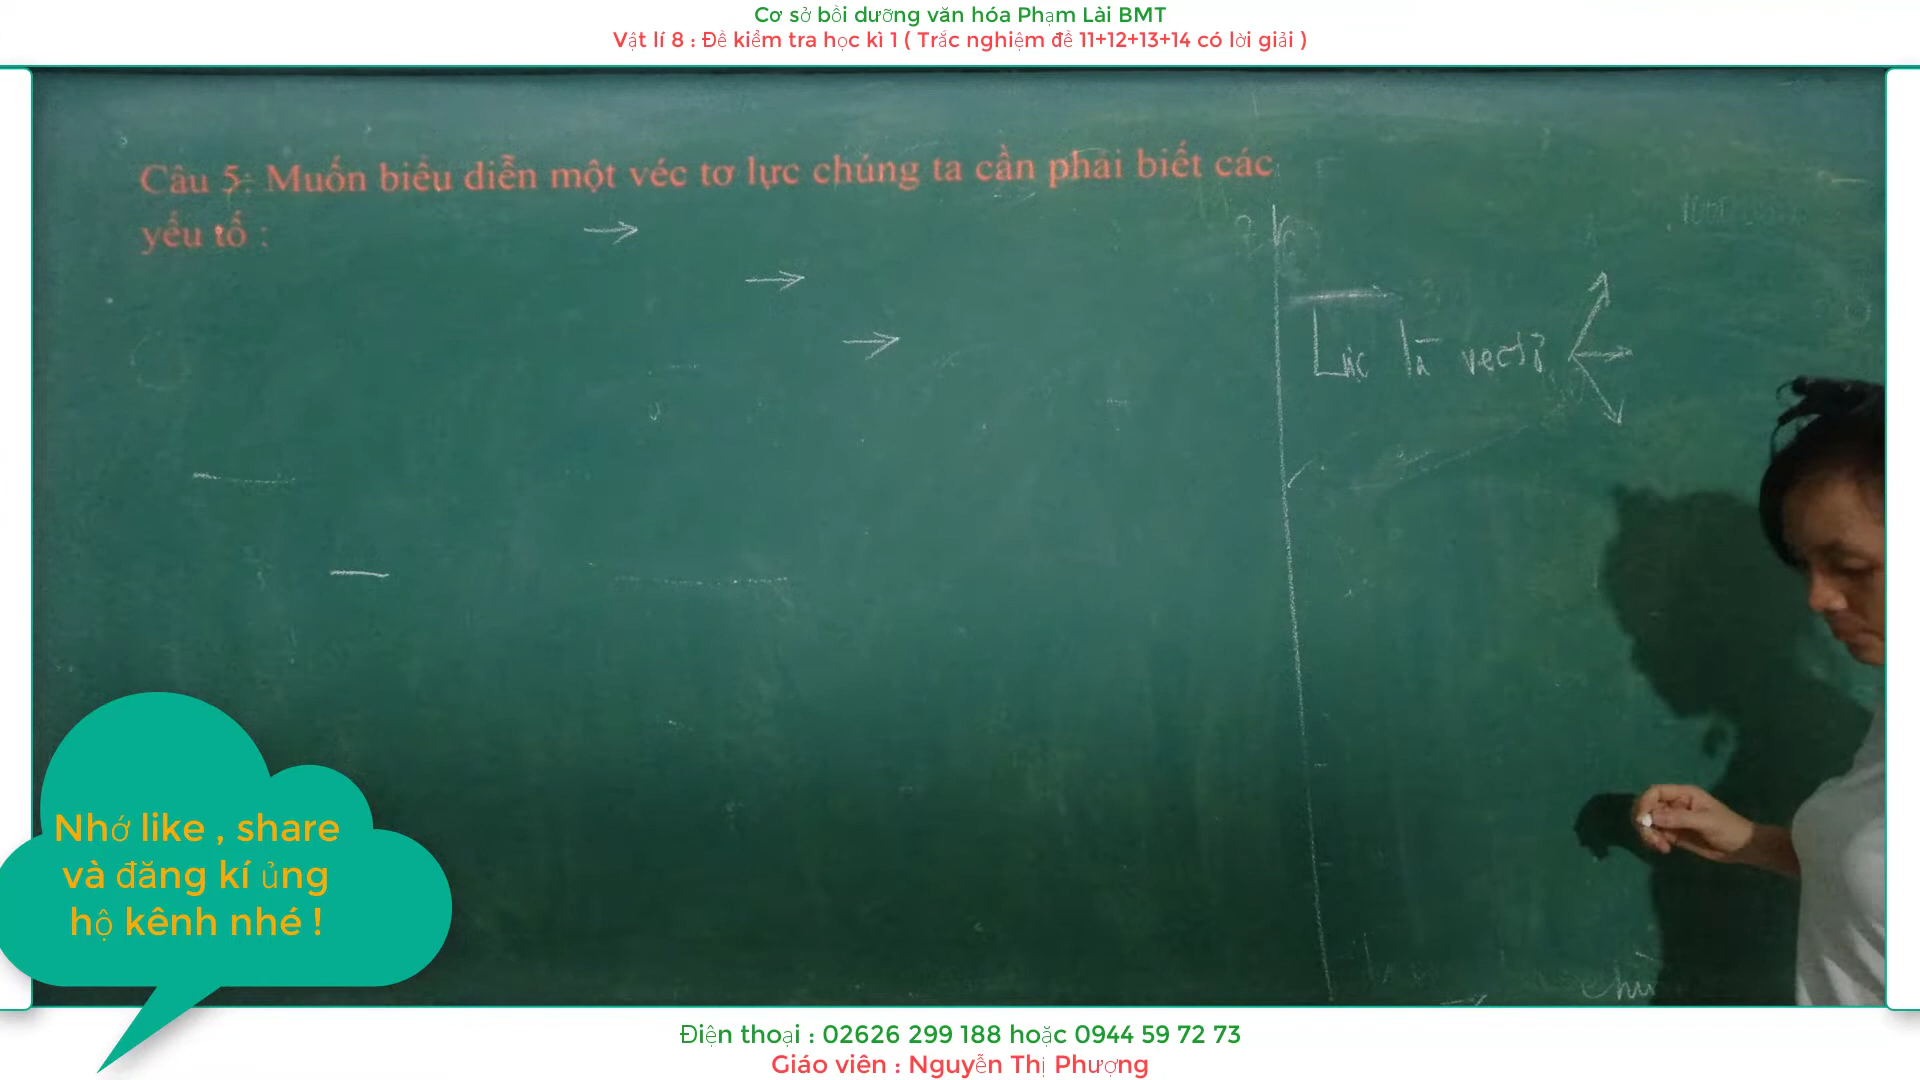 Cơ sở bồi dưỡng văn hóa Phạm Lài BMT
Vật lí 8 : Đề kiểm tra học kì 1 ( Trắc nghiệm đề 11+12+13+14 có lời giải )
Câu 5: Muốn biểu diễn một véc tơ lực chúng ta cần phải biết các
yếu tố :
Lực là vectơ
Nhớ like , share
và đăng kí ủng
hộ kênh nhé !
Điện thoại : 02626 299 188 hoặc 0944 59 72 73
Giáo viên : Nguyễn Thị Phượng